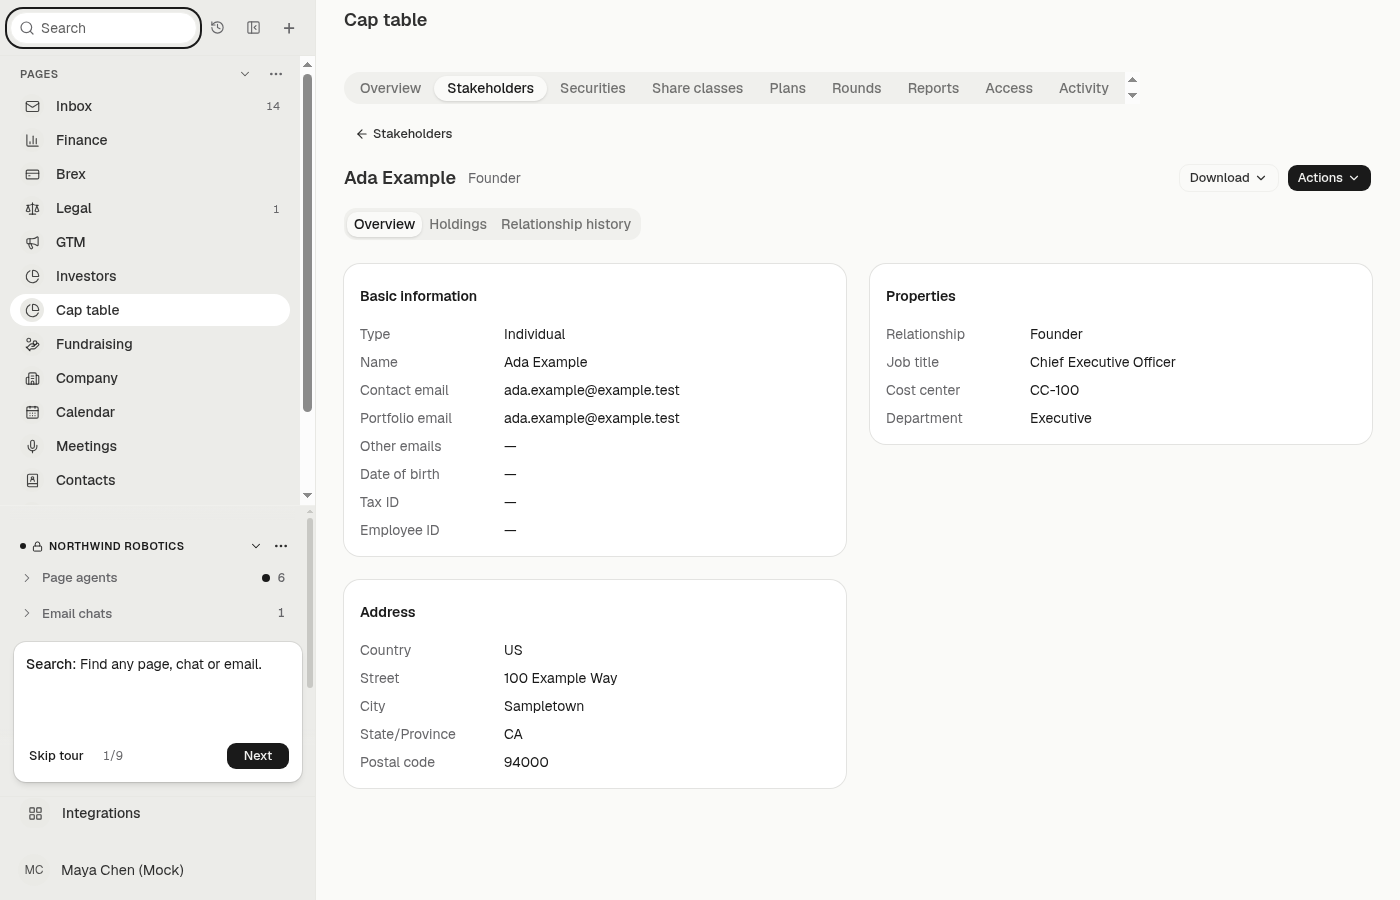 Search
PAGES
Inbox 14
Finance
Brex
Legal 1
GTM
Investors
Cap table
Fundraising
Company
Calendar
Meetings
Contacts
NORTHWIND ROBOTICS
Page agents 6
Email chats 1
Search: Find any page, chat or email.
Skip tour 1/9 Next
Integrations
MC Maya Chen (Mock)
Cap table
Overview Stakeholders Securities Share classes Plans Rounds Reports Access Activity
Stakeholders
Ada Example Founder Download Actions
Overview Holdings Relationship history
Basic information
Type Individual
Name Ada Example
Contact email ada.example@example.test
Portfolio email ada.example@example.test
Other emails —
Date of birth —
Tax ID —
Employee ID —
Properties
Relationship Founder
Job title Chief Executive Officer
Cost center CC-100
Department Executive
Address
Country US
Street 100 Example Way
City Sampletown
State/Province CA
Postal code 94000